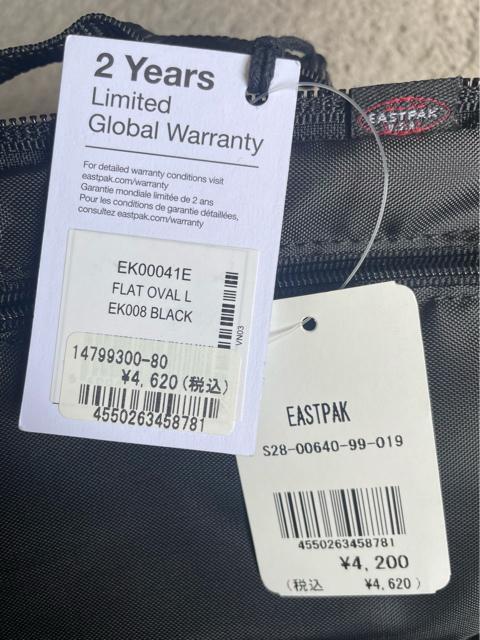 2 Years
Limited
Global Warranty
For detailed warranty conditions visit
eastpak.com/warranty
Garantie mondiale limitée de 2 ans
Pour les conditions de garantie détaillées,
consultez eastpak.com/warranty
EK00041E
FLAT OVAL L
EK008 BLACK
VN03
14799300-80
¥4,620(税込)
4550263458781
EASTPAK
U.S.A.
EASTPAK
S28-00640-99-019
4550263458781
¥4,200
(税込 ¥4,620)